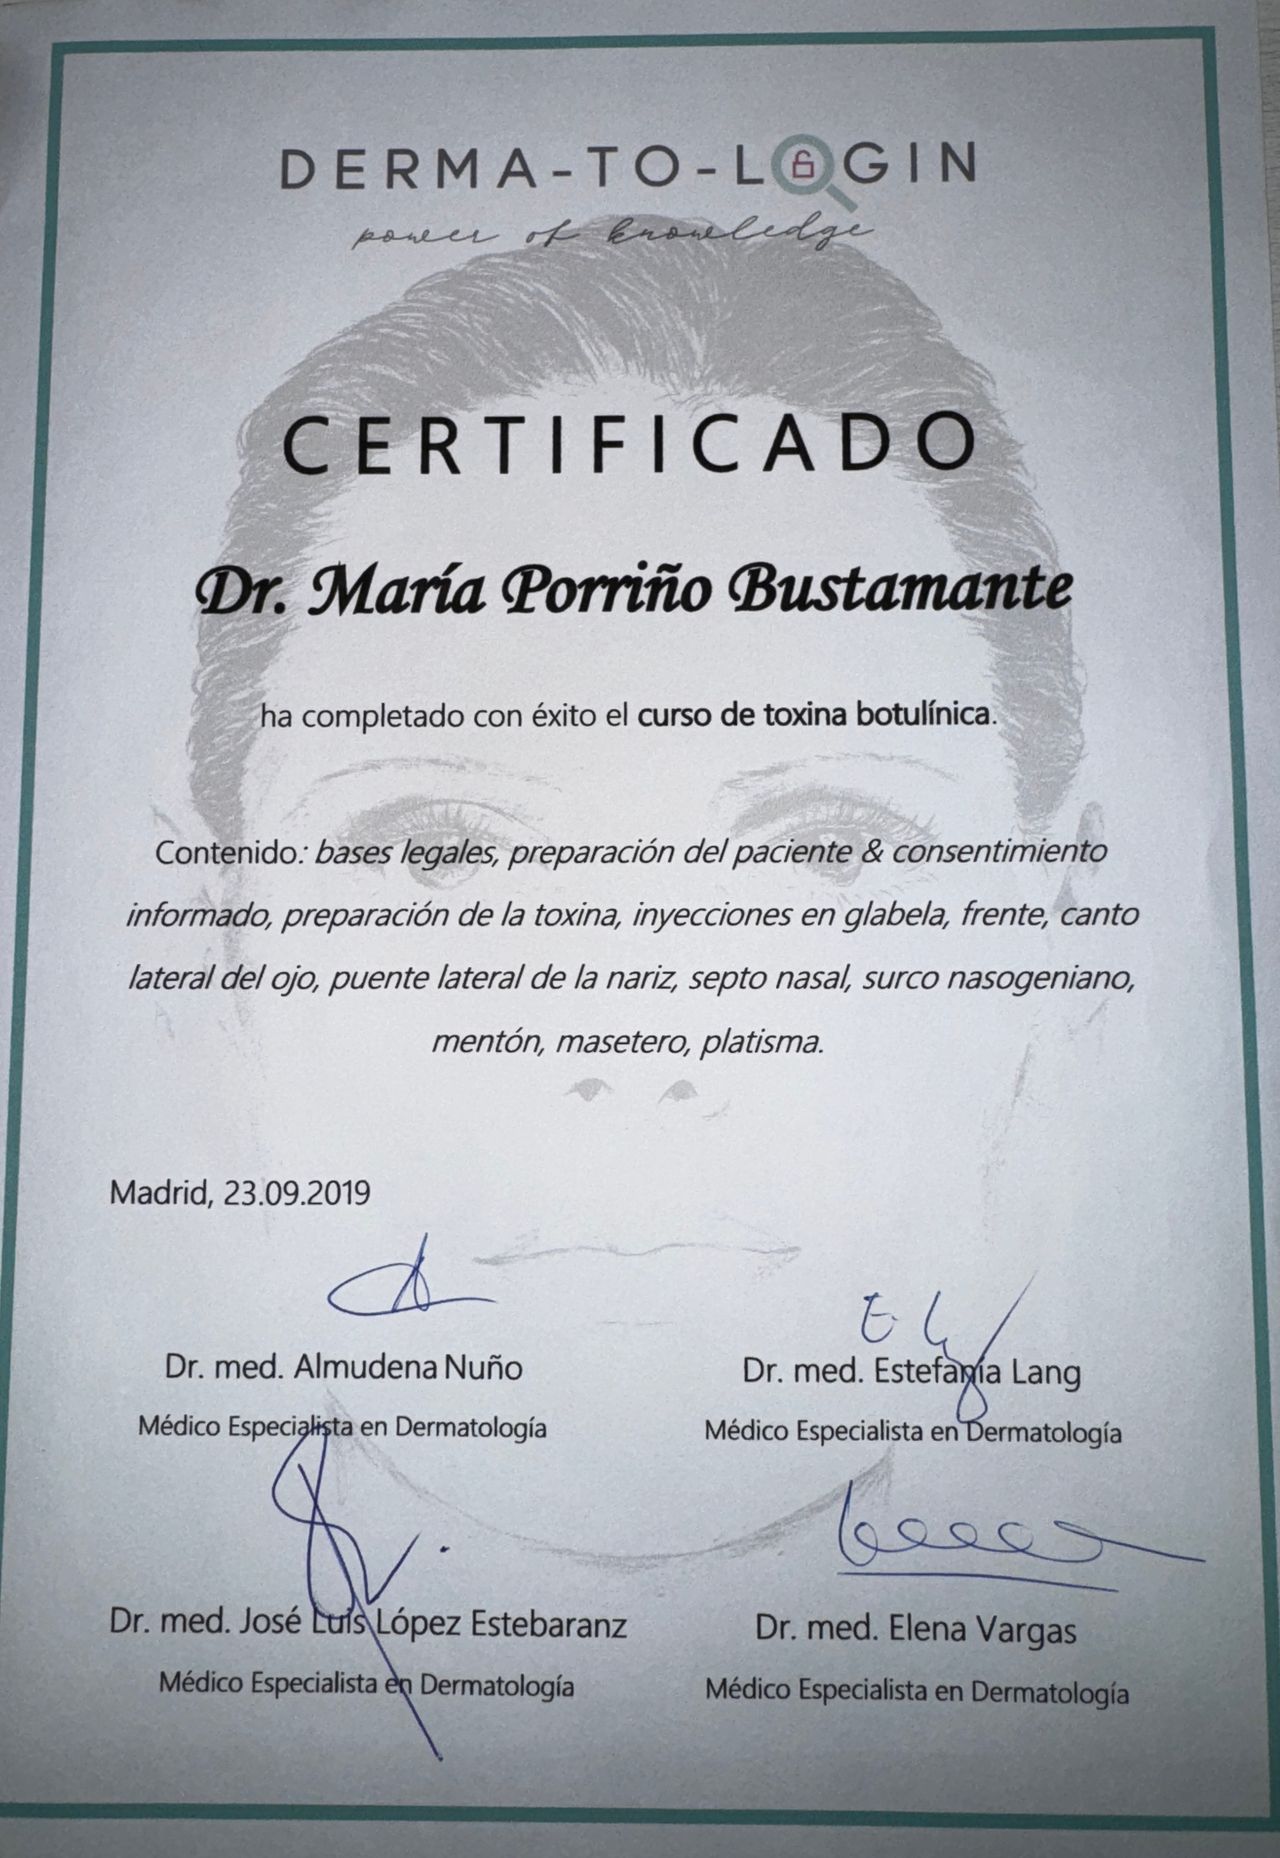 DERMA-TO-LOGIN
power of knowledge
CERTIFICADO
Dr. María Porriño Bustamante
ha completado con éxito el curso de toxina botulínica.
Contenido: bases legales, preparación del paciente & consentimiento
informado, preparación de la toxina, inyecciones en glabela, frente, canto
lateral del ojo, puente lateral de la nariz, septo nasal, surco nasogeniano,
mentón, masetero, platisma.
Madrid, 23.09.2019
Dr. med. Almudena Nuño
Médico Especialista en Dermatología
Dr. med. Estefanía Lang
Médico Especialista en Dermatología
Dr. med. José Luis López Estebaranz
Médico Especialista en Dermatología
Dr. med. Elena Vargas
Médico Especialista en Dermatología